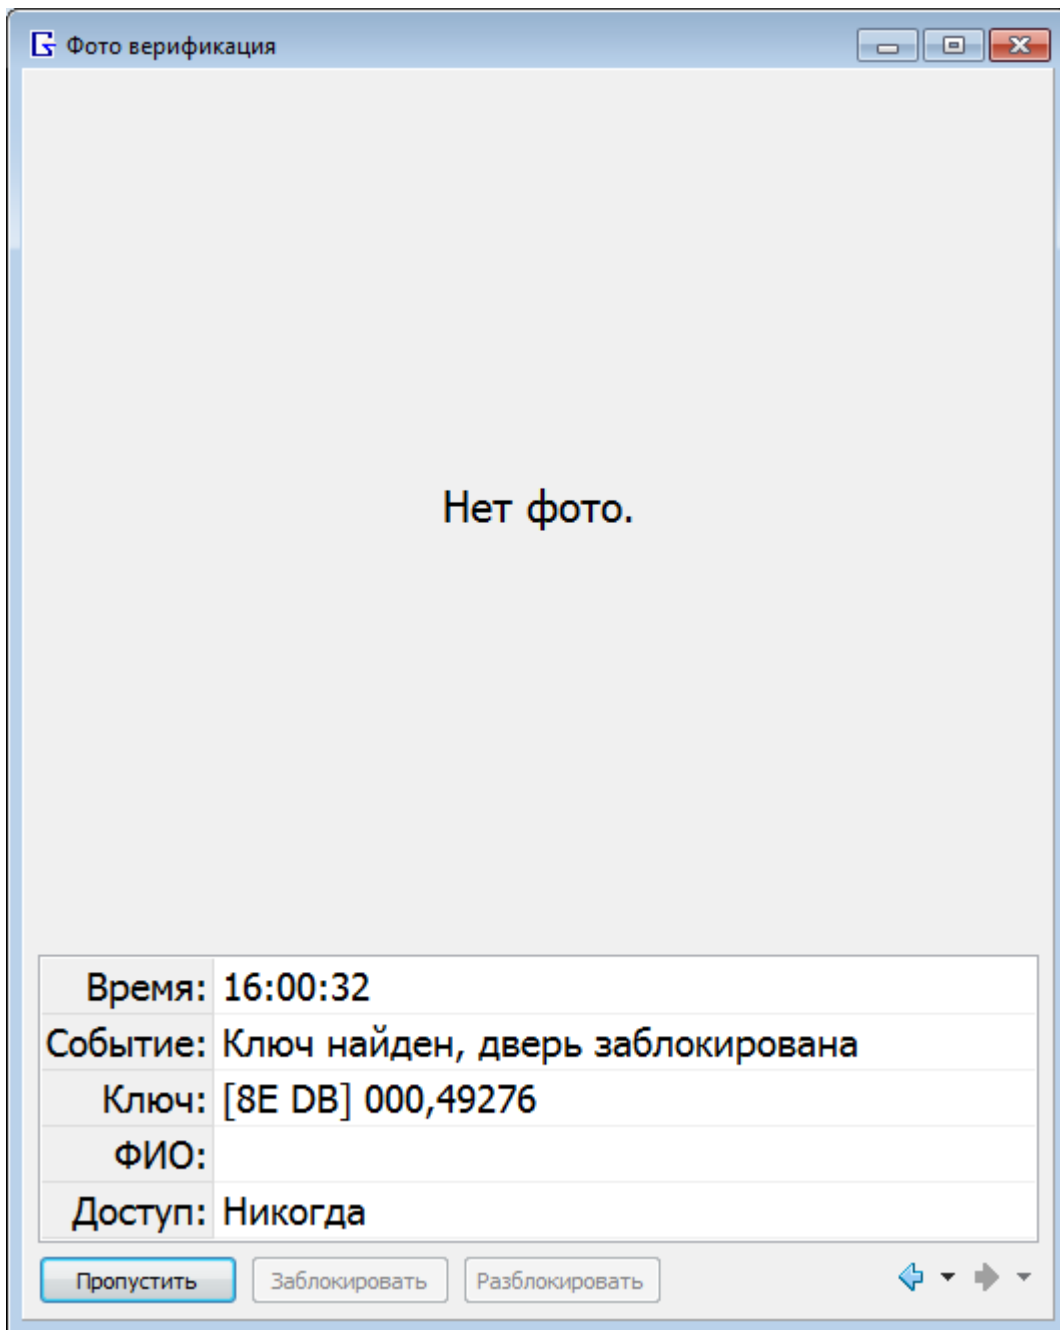 Фото верификация
Нет фото.
Время: 16:00:32
Событие: Ключ найден, дверь заблокирована
Ключ: [8E DB] 000,49276
ФИО:
Доступ: Никогда
Пропустить Заблокировать Разблокировать